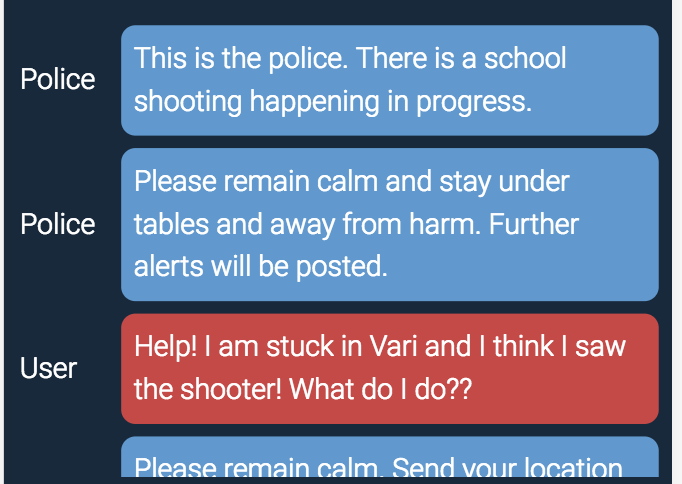 Police
This is the police. There is a school
shooting happening in progress.
Police
Please remain calm and stay under
tables and away from harm. Further
alerts will be posted.
User
Help! I am stuck in Vari and I think I saw
the shooter! What do I do??
Please remain calm. Send your location